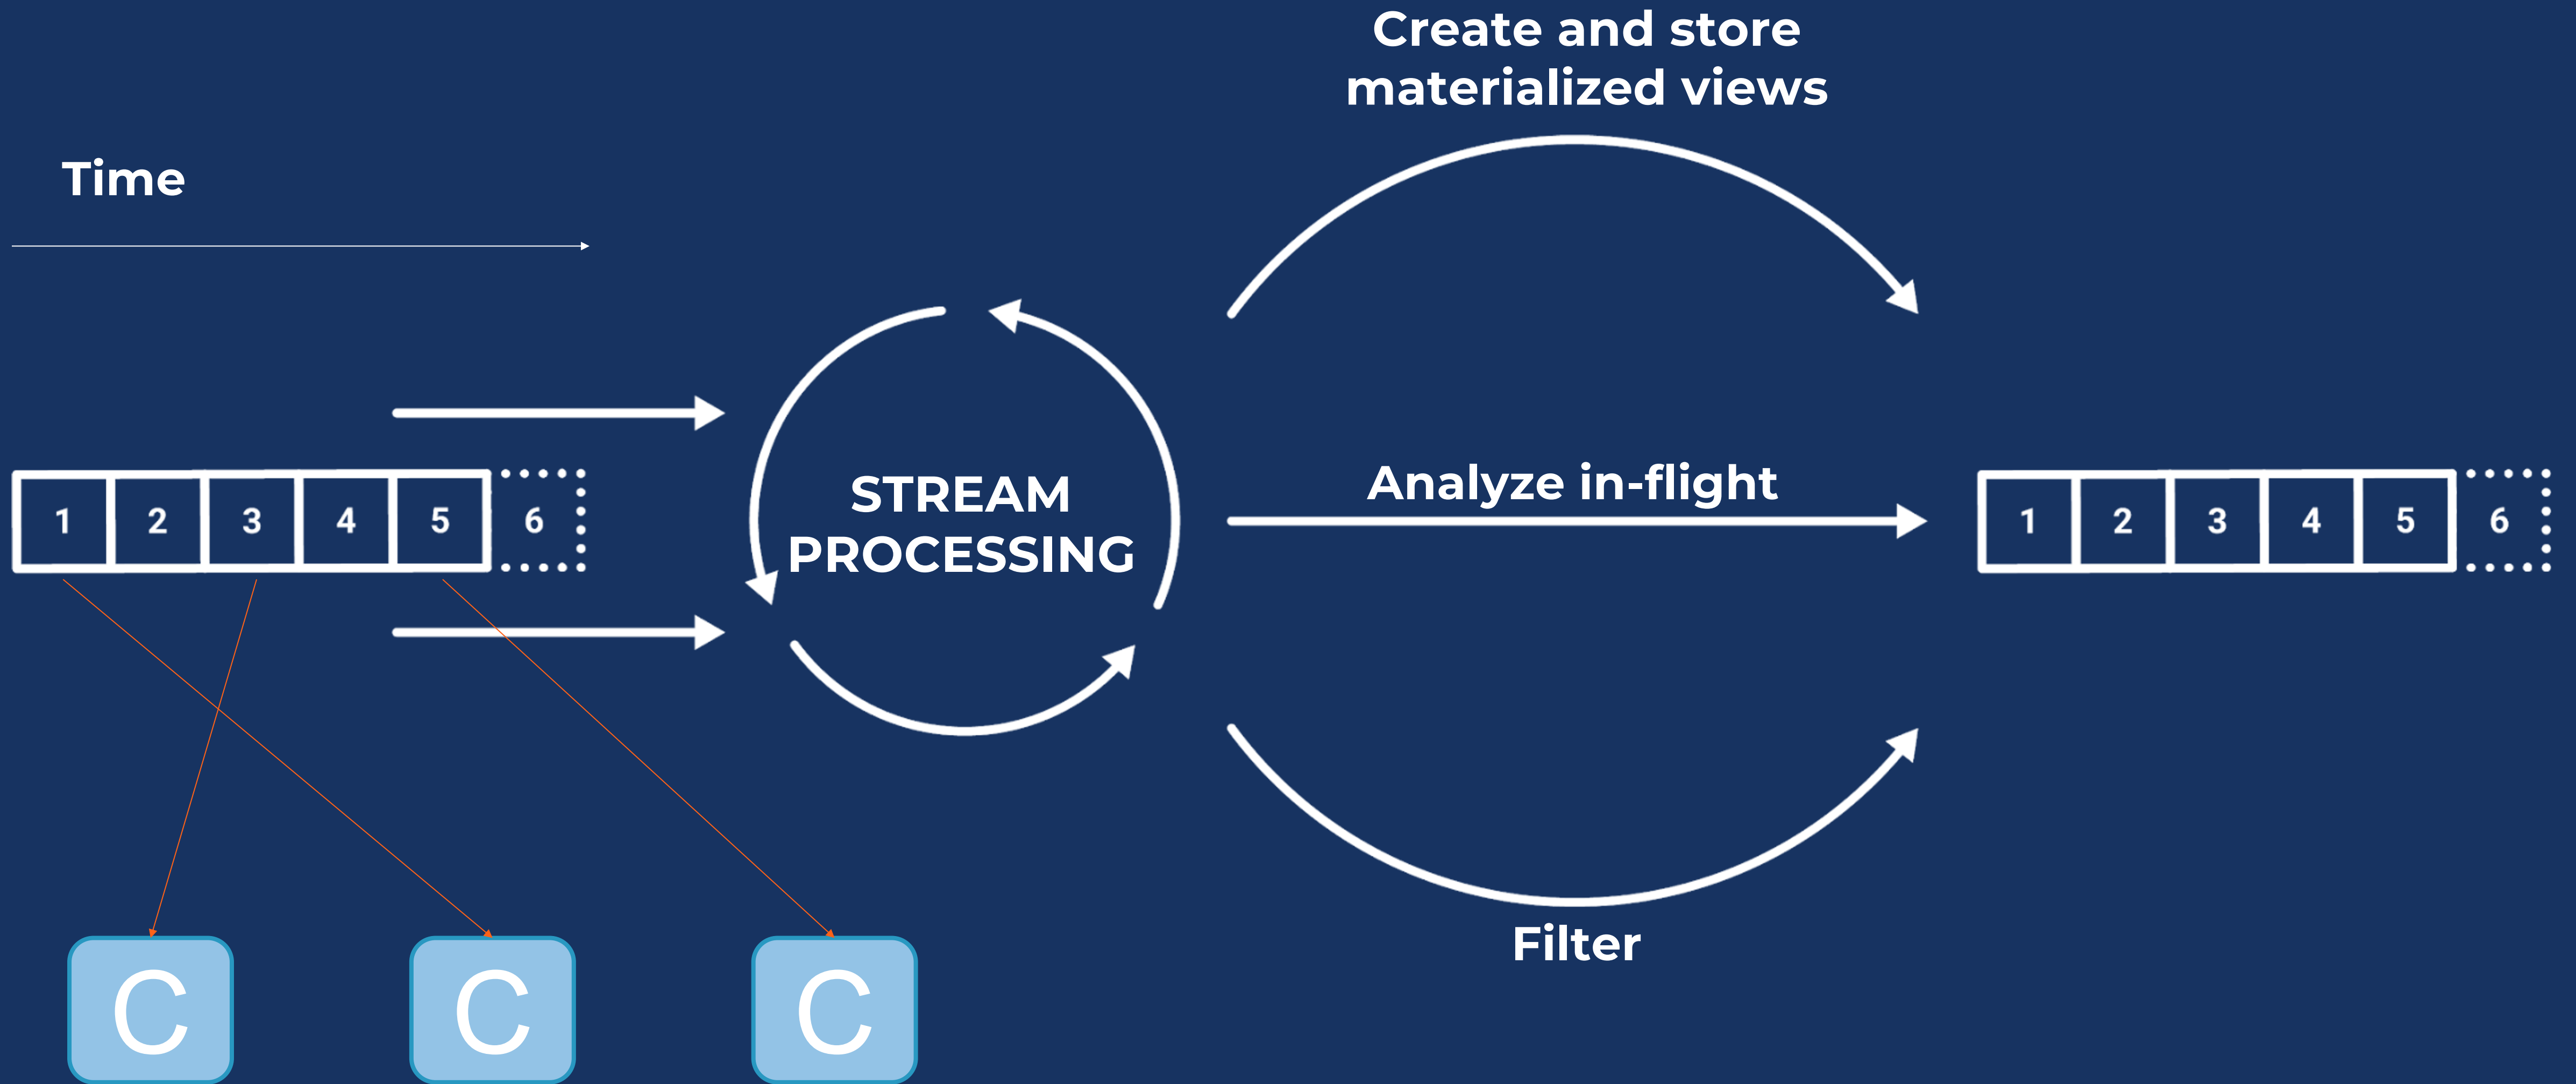 Create and store
materialized views
Time
STREAM
PROCESSING
Analyze in-flight
1 2 3 4 5 6
1 2 3 4 5 6
Filter
C C C